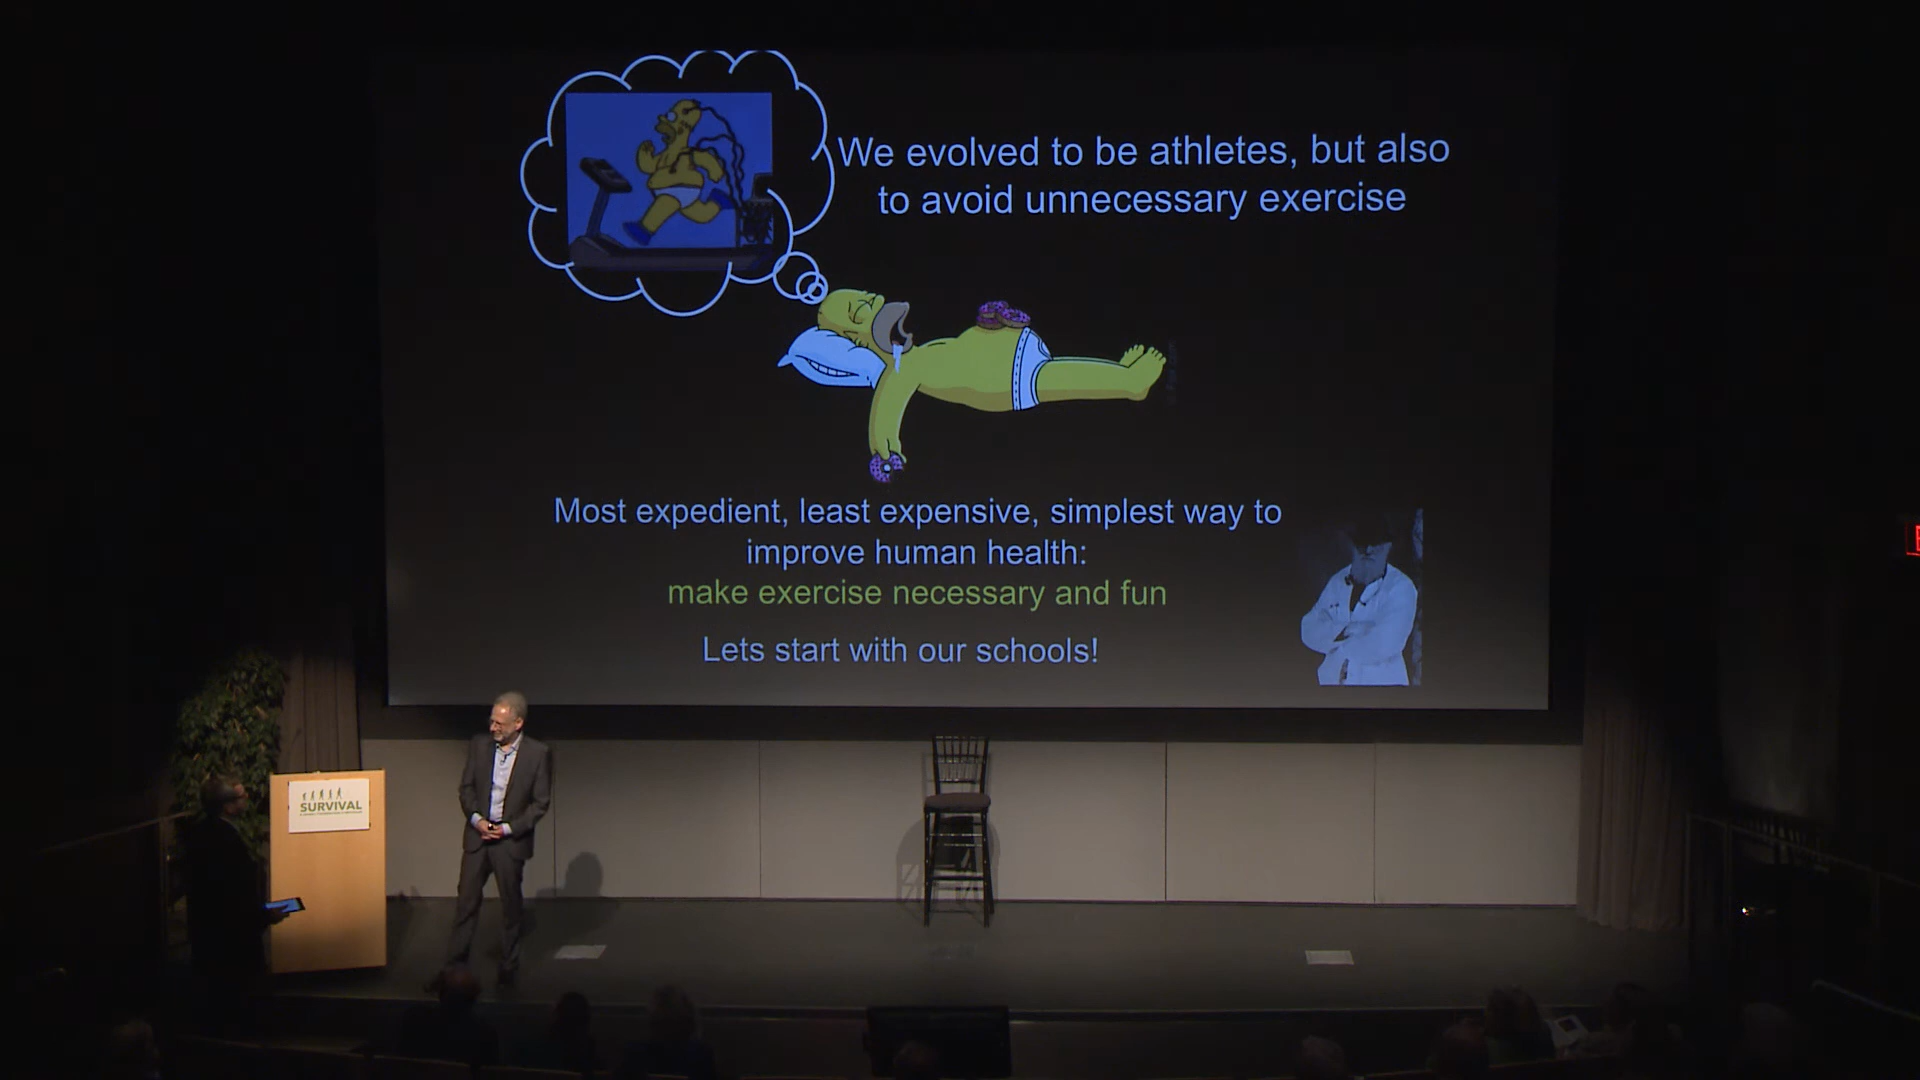 We evolved to be athletes, but also
to avoid unnecessary exercise
Most expedient, least expensive, simplest way to
improve human health:
make exercise necessary and fun
Lets start with our schools!
SURVIVAL